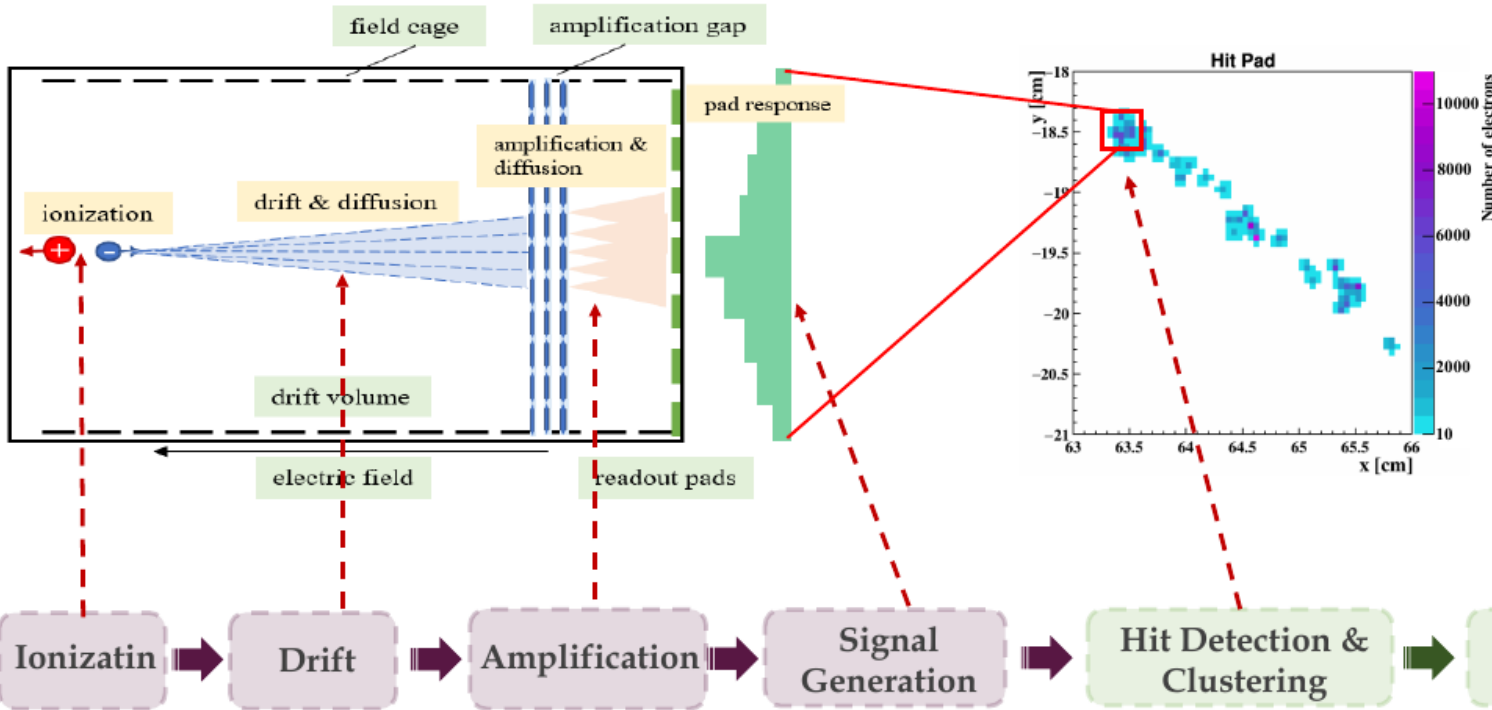 field cage
amplification gap
pad response
amplification &
diffusion
ionization
drift & diffusion
+
-
drift volume
electric field
readout pads
Hit Pad
y [cm]
−18
−18.5
−19
−19.5
−20
−20.5
−21
63
63.5
64
64.5
65
65.5
66
x [cm]
10000
8000
6000
4000
2000
10
Number of electrons
Ionizatin
Drift
Amplification
Signal
Generation
Hit Detection &
Clustering